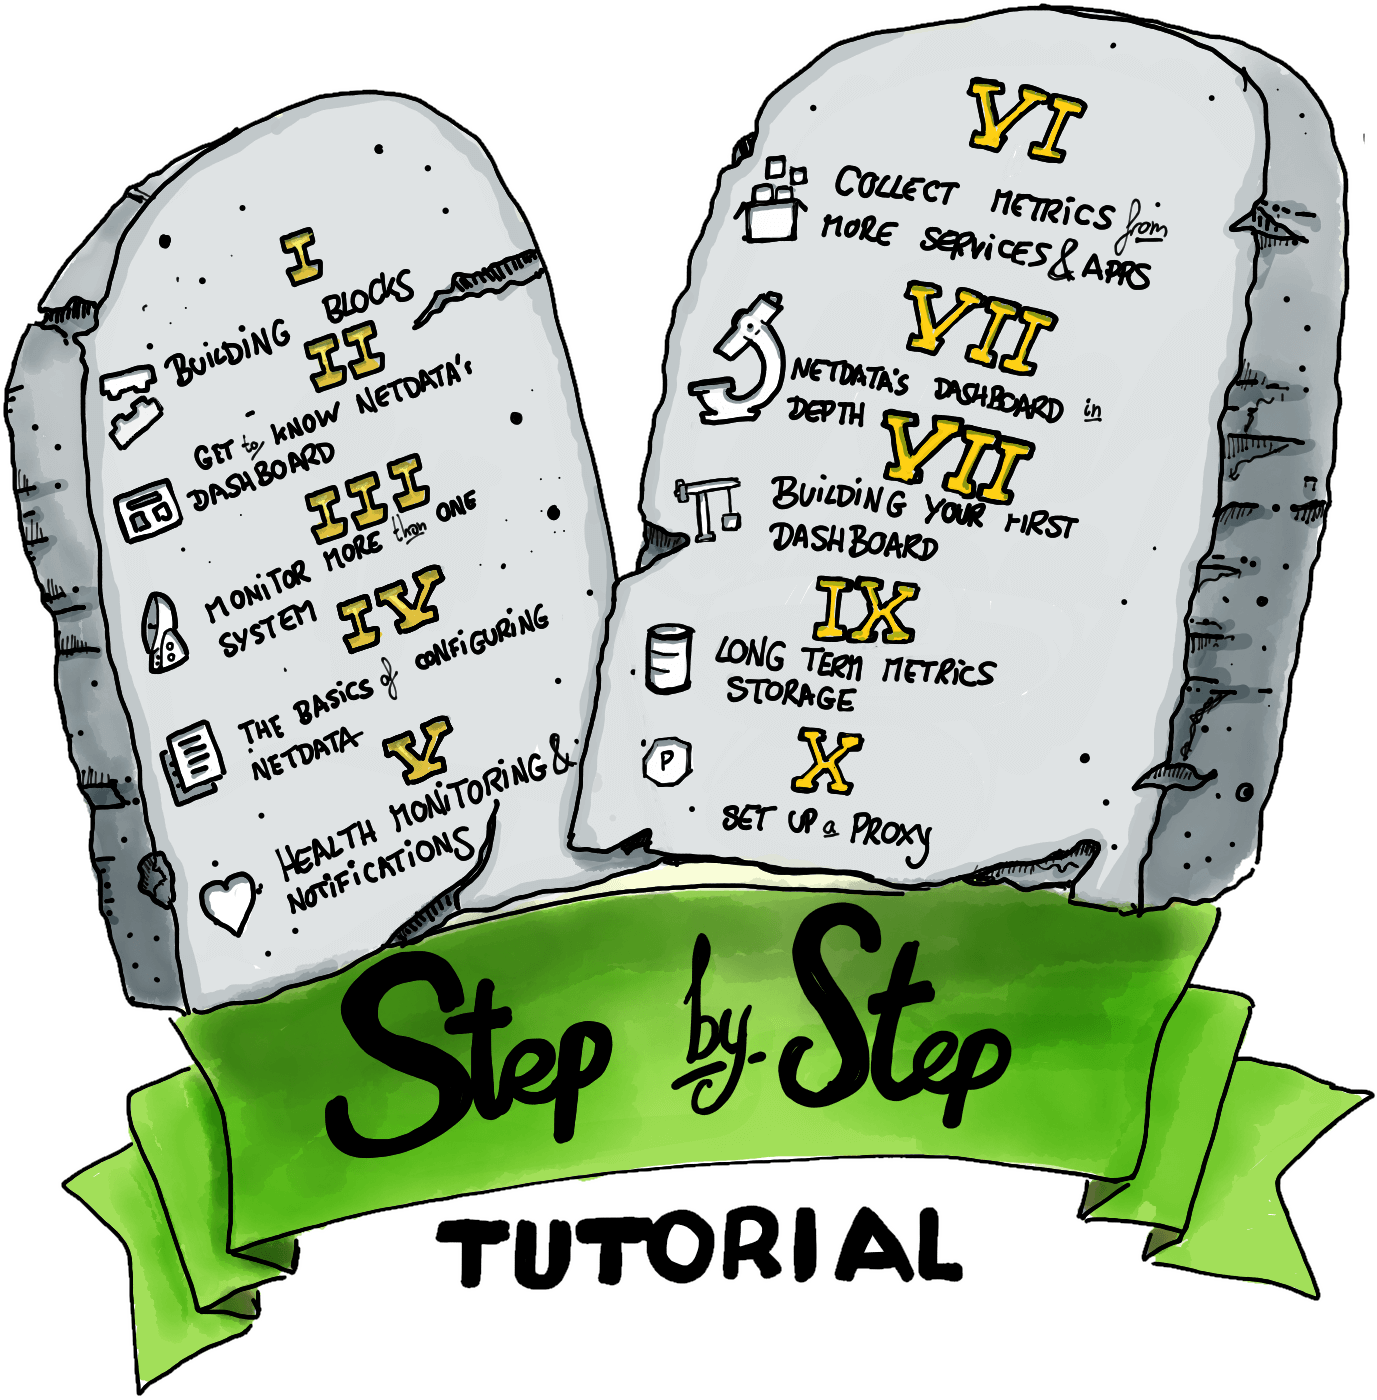 I
BUILDING BLOCKS
II
GET to KNOW NETDATA's
DASHBOARD
III
MONITOR MORE than ONE
SYSTEM
IV
THE BASICS of CONFIGURING
NETDATA
V
HEALTH MONITORING &
NOTIFICATIONS
VI
COLLECT METRICS from
MORE SERVICES & APPS
VII
NETDATA'S DASHBOARD in
DEPTH
VII
BUILDING YOUR FIRST
DASHBOARD
IX
LONG TERM METRICS
STORAGE
P
X
SET UP a PROXY
Step by Step
TUTORIAL